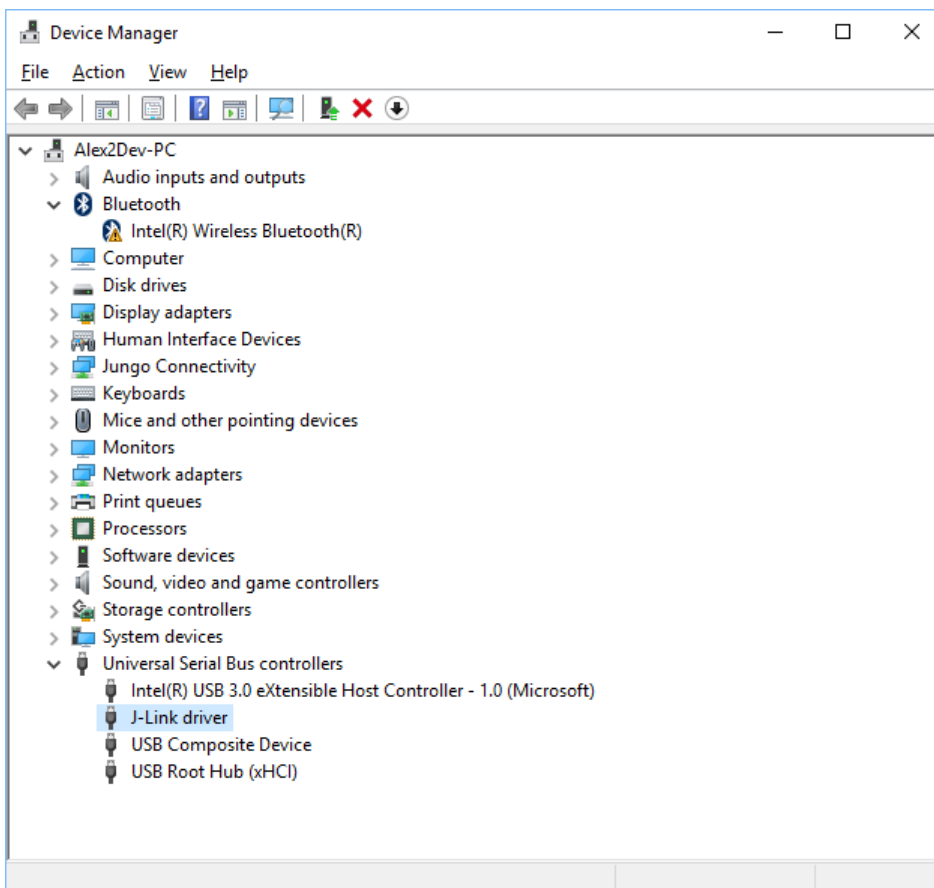 Device Manager
File Action View Help
Alex2Dev-PC
Audio inputs and outputs
Bluetooth
Intel(R) Wireless Bluetooth(R)
Computer
Disk drives
Display adapters
Human Interface Devices
Jungo Connectivity
Keyboards
Mice and other pointing devices
Monitors
Network adapters
Print queues
Processors
Software devices
Sound, video and game controllers
Storage controllers
System devices
Universal Serial Bus controllers
Intel(R) USB 3.0 eXtensible Host Controller - 1.0 (Microsoft)
J-Link driver
USB Composite Device
USB Root Hub (xHCI)